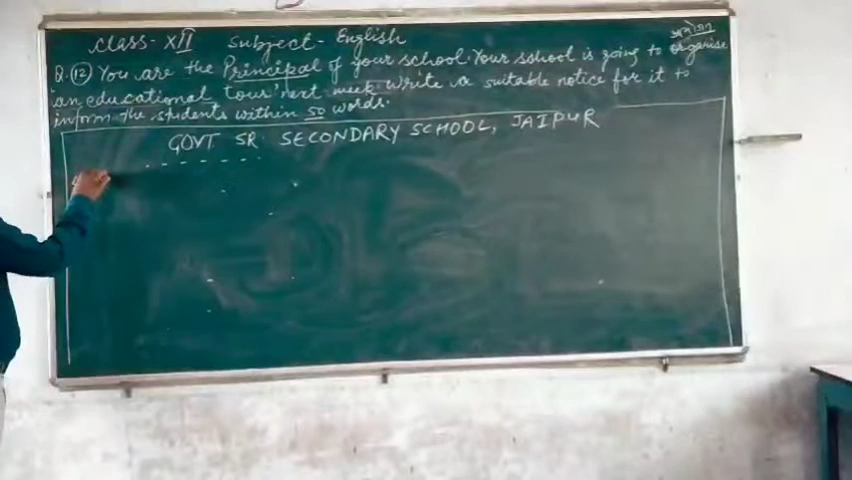 Class - XII Subject - English
Q. (12) You are the Principal of your school. Your school is going to organise
an educational tour next week write a suitable notice for it to
inform the students within 50 words.
GOVT SR SECONDARY SCHOOL, JAIPUR